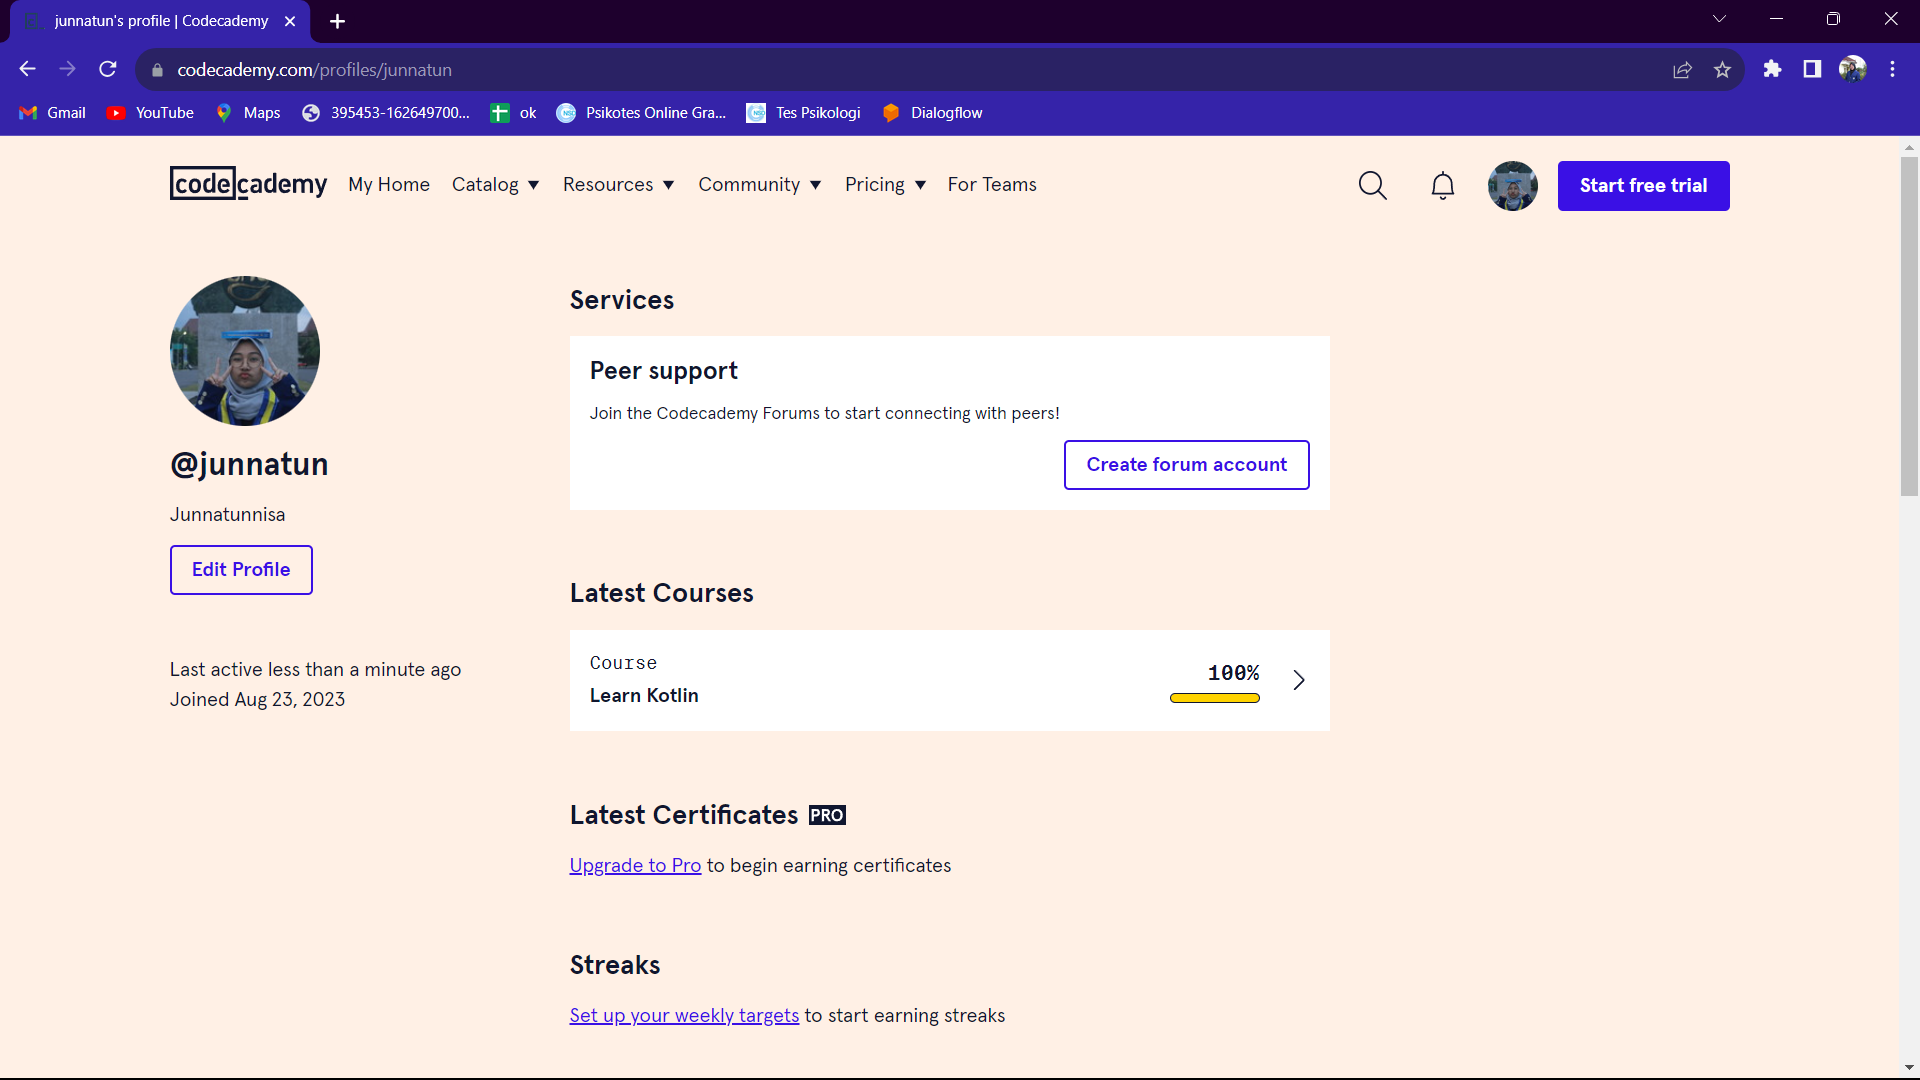 junnatun's profile | Codecademy
codecademy.com/profiles/junnatun
Gmail YouTube Maps 395453-162649700... ok Psikotes Online Gra... Tes Psikologi Dialogflow
codecademy My Home Catalog Resources Community Pricing For Teams Start free trial
@junnatun
Junnatunnisa
Edit Profile
Last active less than a minute ago
Joined Aug 23, 2023
Services
Peer support
Join the Codecademy Forums to start connecting with peers!
Create forum account
Latest Courses
Course
Learn Kotlin
100%
Latest Certificates PRO
Upgrade to Pro to begin earning certificates
Streaks
Set up your weekly targets to start earning streaks